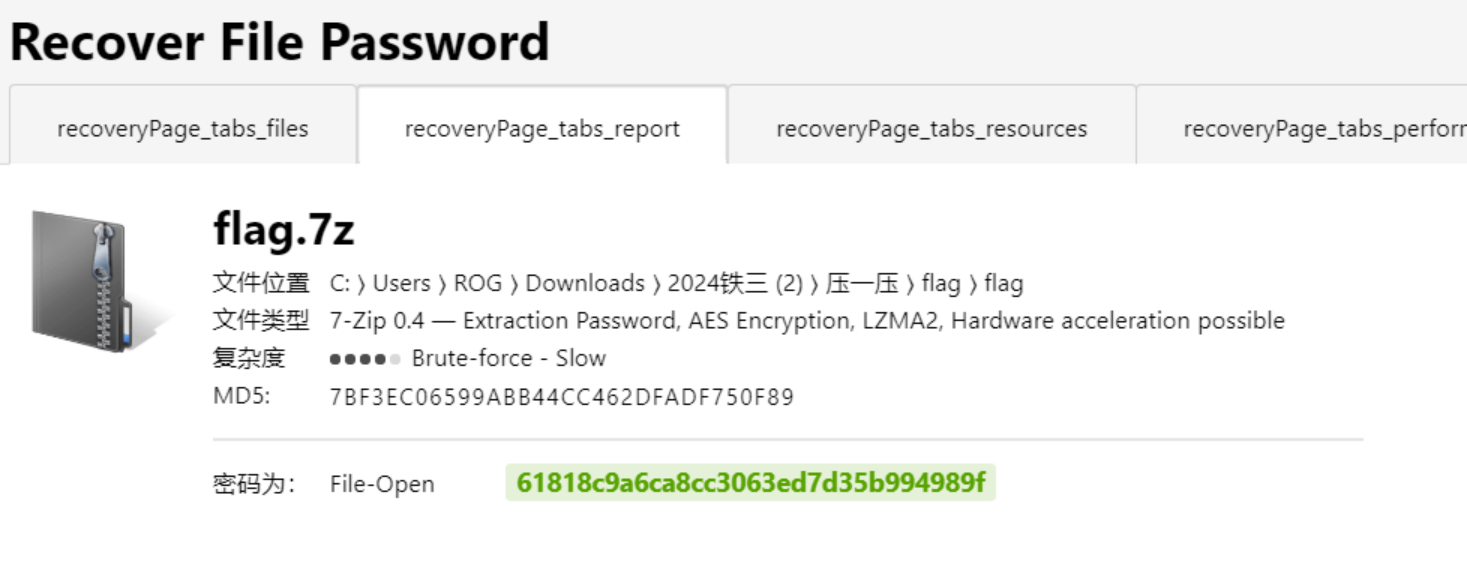 Recover File Password
recoveryPage_tabs_files recoveryPage_tabs_report recoveryPage_tabs_resources recoveryPage_tabs_perforr
flag.7z
文件位置 C: 〉Users 〉ROG 〉Downloads 〉2024铁三 (2) 〉压一压 〉flag 〉flag
文件类型 7-Zip 0.4 — Extraction Password, AES Encryption, LZMA2, Hardware acceleration possible
复杂度 Brute-force - Slow
MD5: 7BF3EC06599ABB44CC462DFADF750F89
密码为： File-Open 61818c9a6ca8cc3063ed7d35b994989f